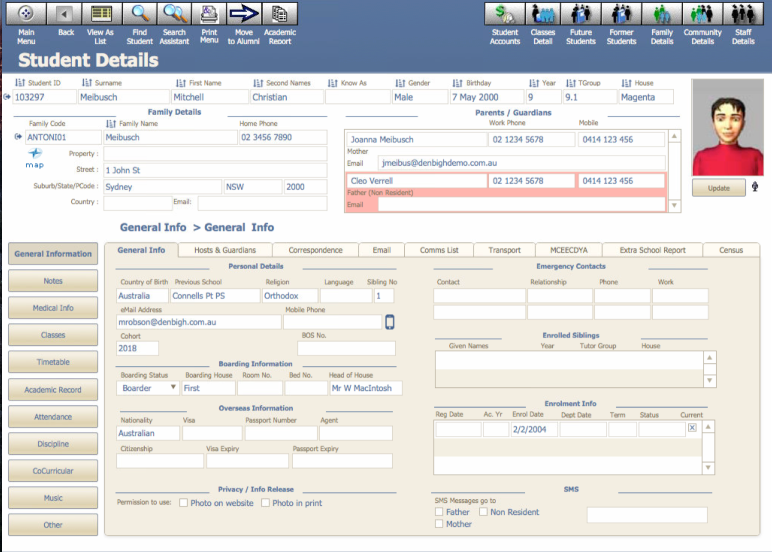 Main Menu Back View As List Find Student Search Assistant Print Menu Move to Alumni Academic Report Student Accounts Classes Detail Future Students Former Students Family Details Community Details Staff Details
Student Details
Student ID Surname First Name Second Names Know As Gender Birthday Year TGroup House
103297 Meibusch Mitchell Christian Male 7 May 2000 9 9.1 Magenta
Family Details
Family Code Family Name Home Phone
ANTONI01 Meibusch 02 3456 7890
map
Property :
Street : 1 John St
Suburb/State/PCode : Sydney NSW 2000
Country : Email:
Parents / Guardians
Work Phone Mobile
Joanna Meibusch 02 1234 5678 0414 123 456
Mother
Email jmeibus@denbighdemo.com.au
Cleo Verrell 02 1234 5678 0414 123 456
Father (Non Resident)
Email
Update
General Info > General Info
General Information
Notes
Medical Info
Classes
Timetable
Academic Record
Attendance
Discipline
CoCurricular
Music
Other
General Info Hosts & Guardians Correspondence Email Comms List Transport MCEECDYA Extra School Report Census
Personal Details
Country of Birth Previous School Religion Language Sibling No
Australia Connells Pt PS Orthodox 1
eMail Address Mobile Phone
mrobson@denbigh.com.au
Cohort BOS No.
2018
Boarding Information
Boarding Status Boarding House Room No. Bed No. Head of House
Boarder First Mr W MacIntosh
Overseas Information
Nationality Visa Passport Number Agent
Australian
Citizenship Visa Expiry Passport Expiry
Privacy / Info Release
Permission to use: Photo on website Photo in print
Emergency Contacts
Contact Relationship Phone Work
Enrolled Siblings
Given Names Year Tutor Group House
Enrolment Info
Reg Date Ac. Yr Enrol Date Dept Date Term Status Current
2/2/2004 X
SMS
SMS Messages go to
Father Non Resident
Mother